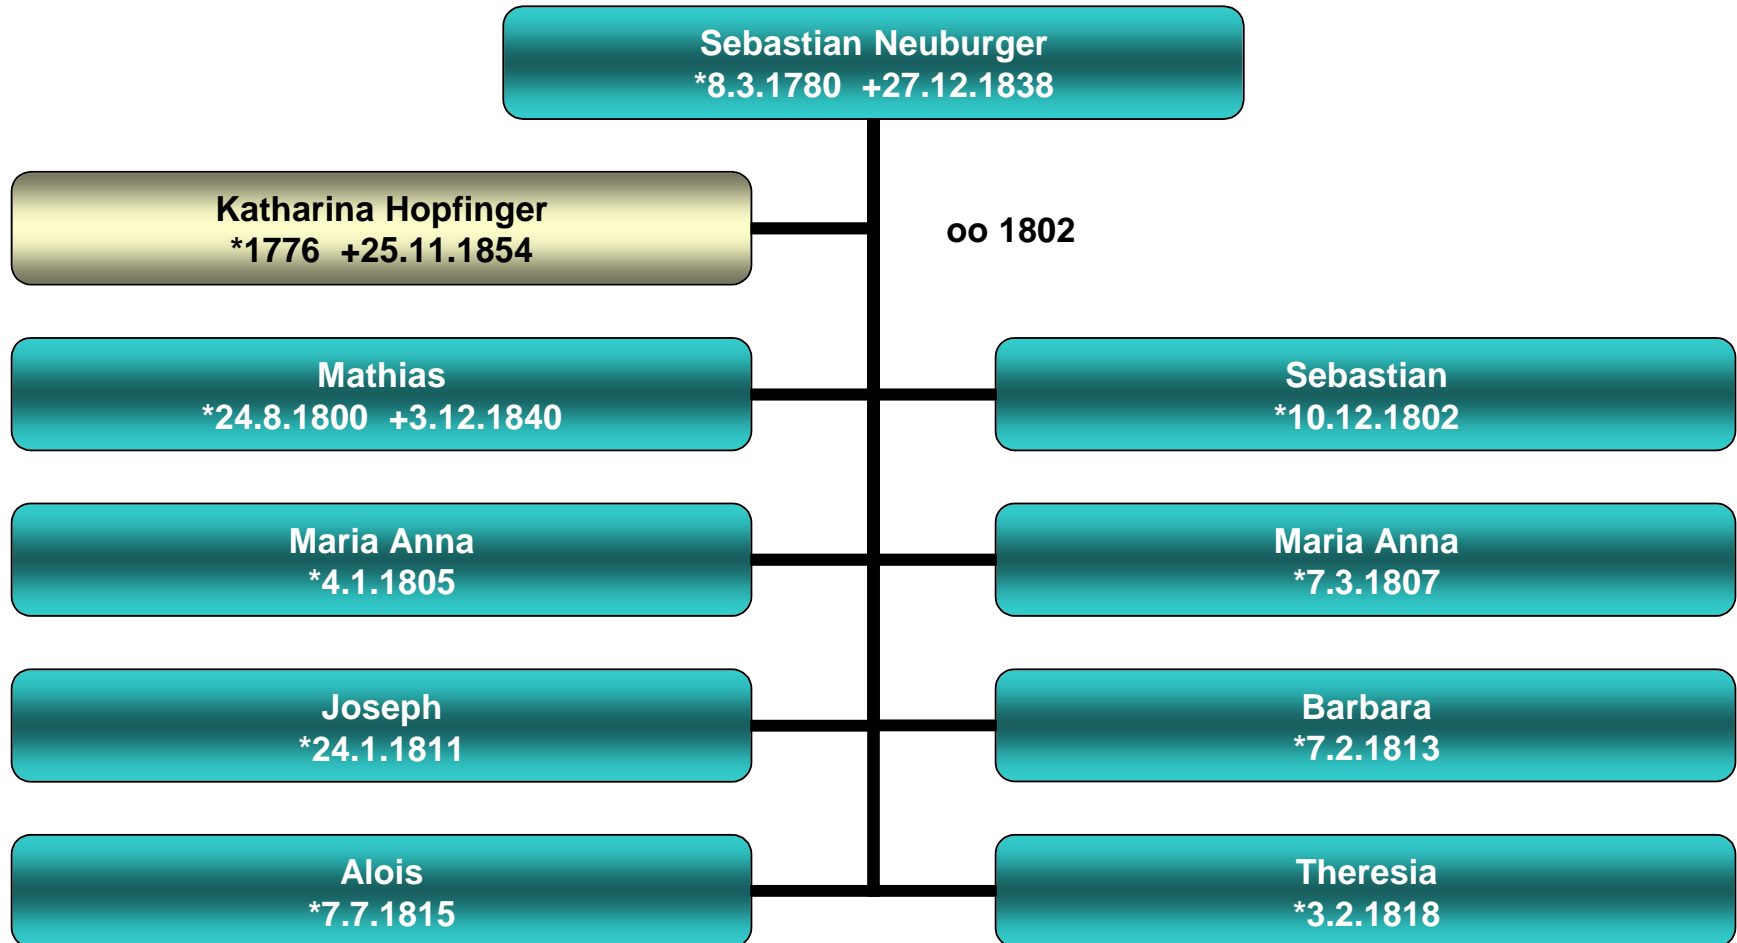 Sebastian Neuburger
*8.3.1780 +27.12.1838
Katharina Hopfinger
*1776 +25.11.1854
oo 1802
Mathias
*24.8.1800 +3.12.1840
Sebastian
*10.12.1802
Maria Anna
*4.1.1805
Maria Anna
*7.3.1807
Joseph
*24.1.1811
Barbara
*7.2.1813
Alois
*7.7.1815
Theresia
*3.2.1818